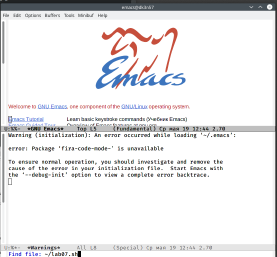 emacs@dk3n57
File Edit Options Buffers Tools Minibuf Help
Emacs
Welcome to GNU Emacs, one component of the GNU/Linux operating system.
Emacs Tutorial Learn basic keystroke commands (Учебник Emacs)
U:%%- *GNU Emacs* Top L5 (Fundamental) Ср мая 19 12:44 2.70
Warning (initialization): An error occurred while loading '~/.emacs':
error: Package 'fira-code-mode-' is unavailable
To ensure normal operation, you should investigate and remove the
cause of the error in your initialization file. Start Emacs with
the '--debug-init' option to view a complete error backtrace.
U:%*- *Warnings* All L8 (Special) Ср мая 19 12:44 2.70
Find file: ~/lab07.sh